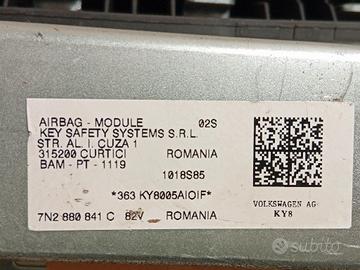 AIRBAG - MODULE 02S
KEY SAFETY SYSTEMS S.R.L.
STR. AL. I. CUZA 1
315200 CURTICI ROMANIA
BAM - PT - 1119
1018S85
*363 KY8005AIOIF*
VOLKSWAGEN AG
KY8
7N2 880 841 C 82V ROMANIA
subito